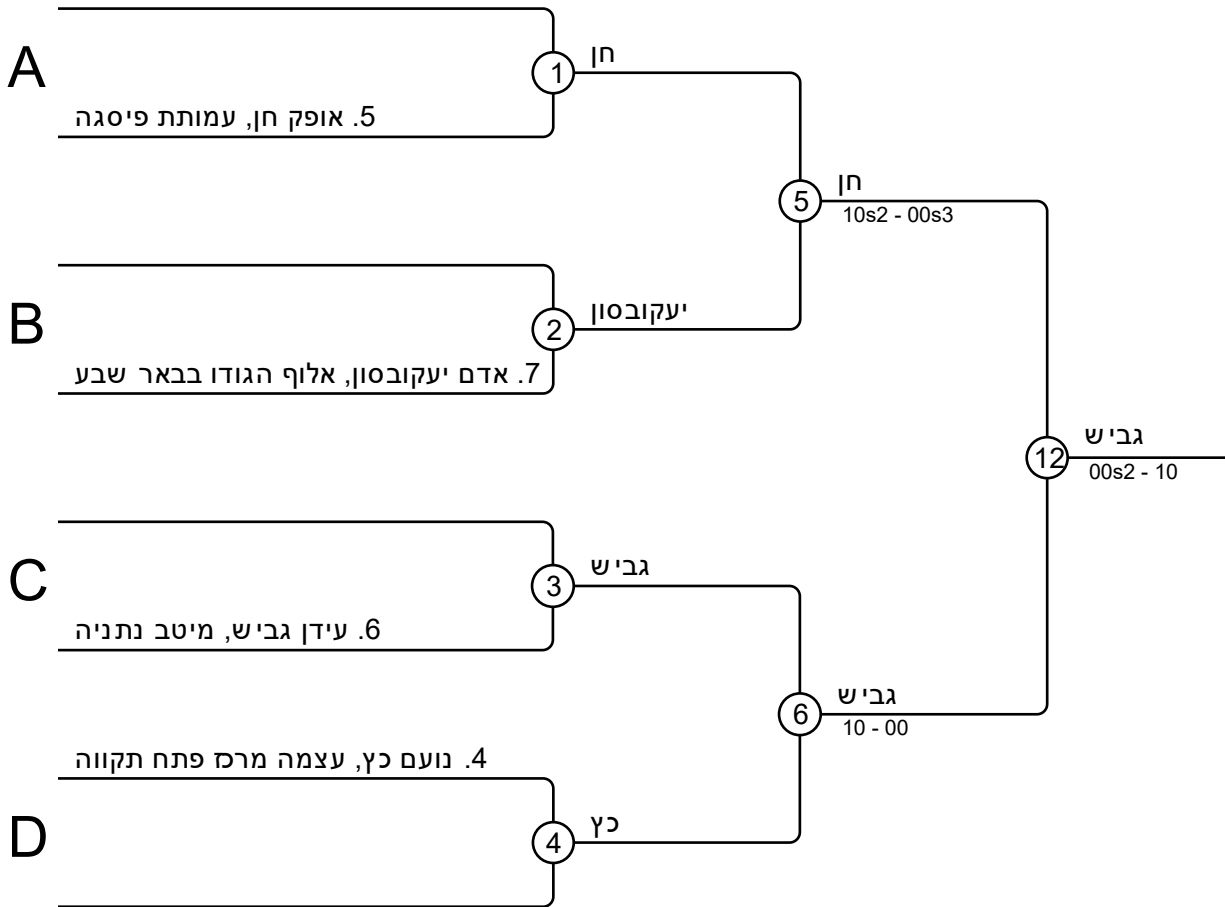 A
1
חן
5. אופק חן, עמותת פיסגה
5
חן
10s2 - 00s3
B
2
יעקובסון
7. אדם יעקובסון, אלוף הגודו בבאר שבע
12
גביש
00s2 - 10
C
3
גביש
6. עידן גביש, מיטב נתניה
6
גביש
10 - 00
4. נועם כץ, עצמה מרכז פתח תקווה
D
4
כץ